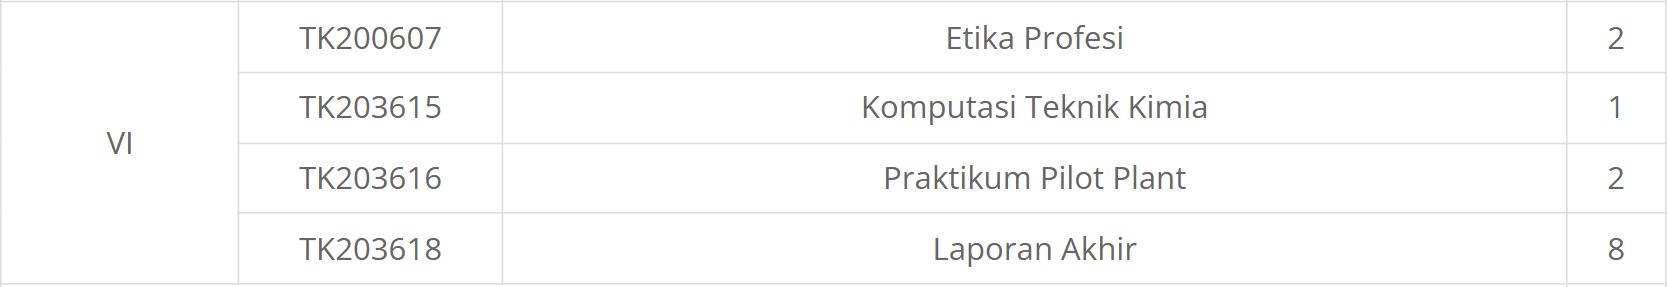 TK200607 Etika Profesi 2
TK203615 Komputasi Teknik Kimia 1
VI
TK203616 Praktikum Pilot Plant 2
TK203618 Laporan Akhir 8